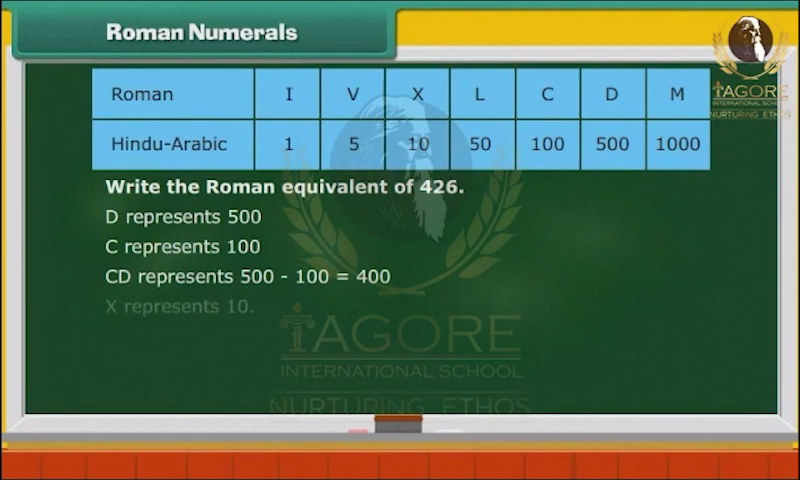 Roman Numerals
TAGORE
INTERNATIONAL SCHOOL
NURTURING ETHOS
Roman I V X L C D M
Hindu-Arabic 1 5 10 50 100 500 1000
Write the Roman equivalent of 426.
D represents 500
C represents 100
CD represents 500 - 100 = 400
X represents 10.
TAGORE
INTERNATIONAL SCHOOL
NURTURING ETHOS